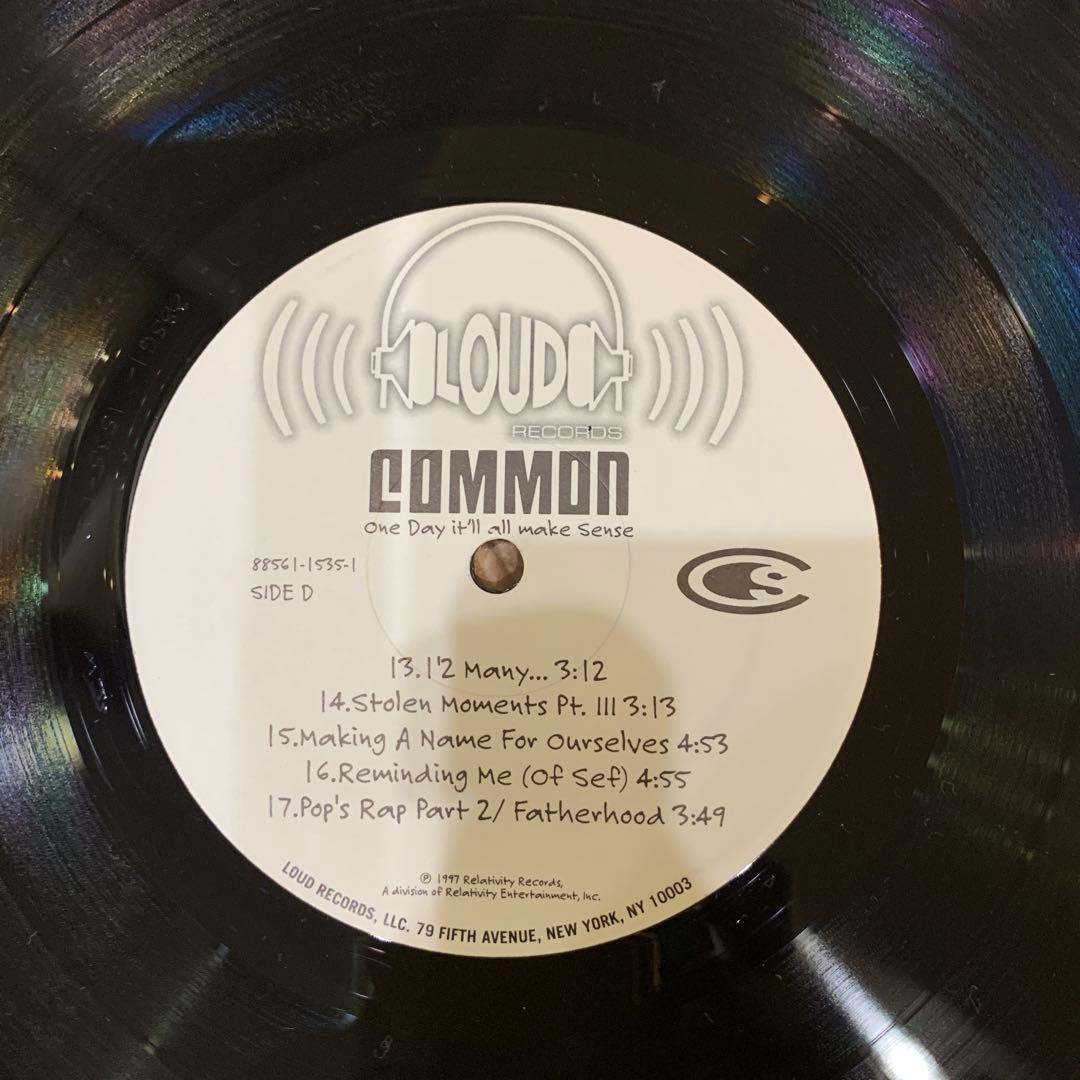 LOUD
RECORDS
COMMON
One Day it'll all make Sense
88561-1535-1
SIDE D
13.1'2 Many... 3:12
14.Stolen Moments Pt. III 3:13
15.Making A Name For Ourselves 4:53
16.Reminding Me (Of Sef) 4:55
17.Pop's Rap Part 2/ Fatherhood 3:49
℗ 1997 Relativity Records,
A division of Relativity Entertainment, Inc.
LOUD RECORDS, LLC. 79 FIFTH AVENUE, NEW YORK, NY 10003